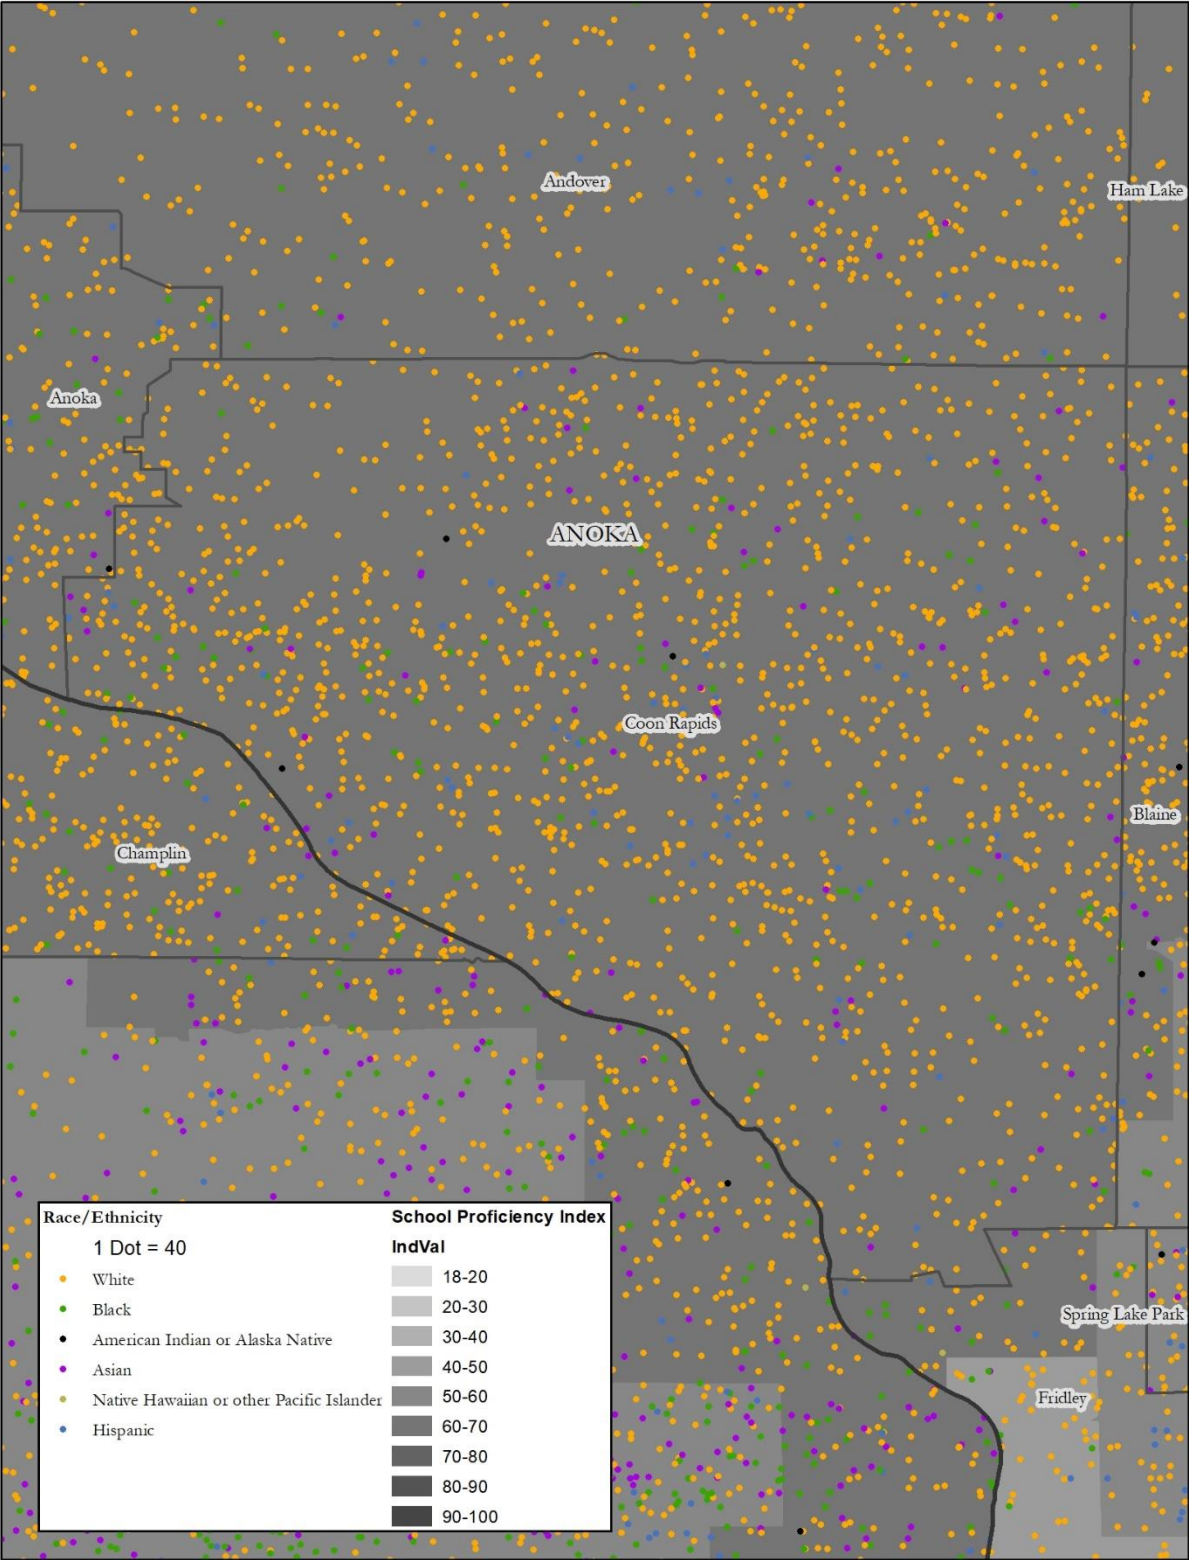 Andover
Ham Lake
Anoka
ANOKA
Coon Rapids
Blaine
Champlin
Spring Lake Park
Fridley
Race/Ethnicity
1 Dot = 40
White
Black
American Indian or Alaska Native
Asian
Native Hawaiian or other Pacific Islander
Hispanic
School Proficiency Index
IndVal
18-20
20-30
30-40
40-50
50-60
60-70
70-80
80-90
90-100